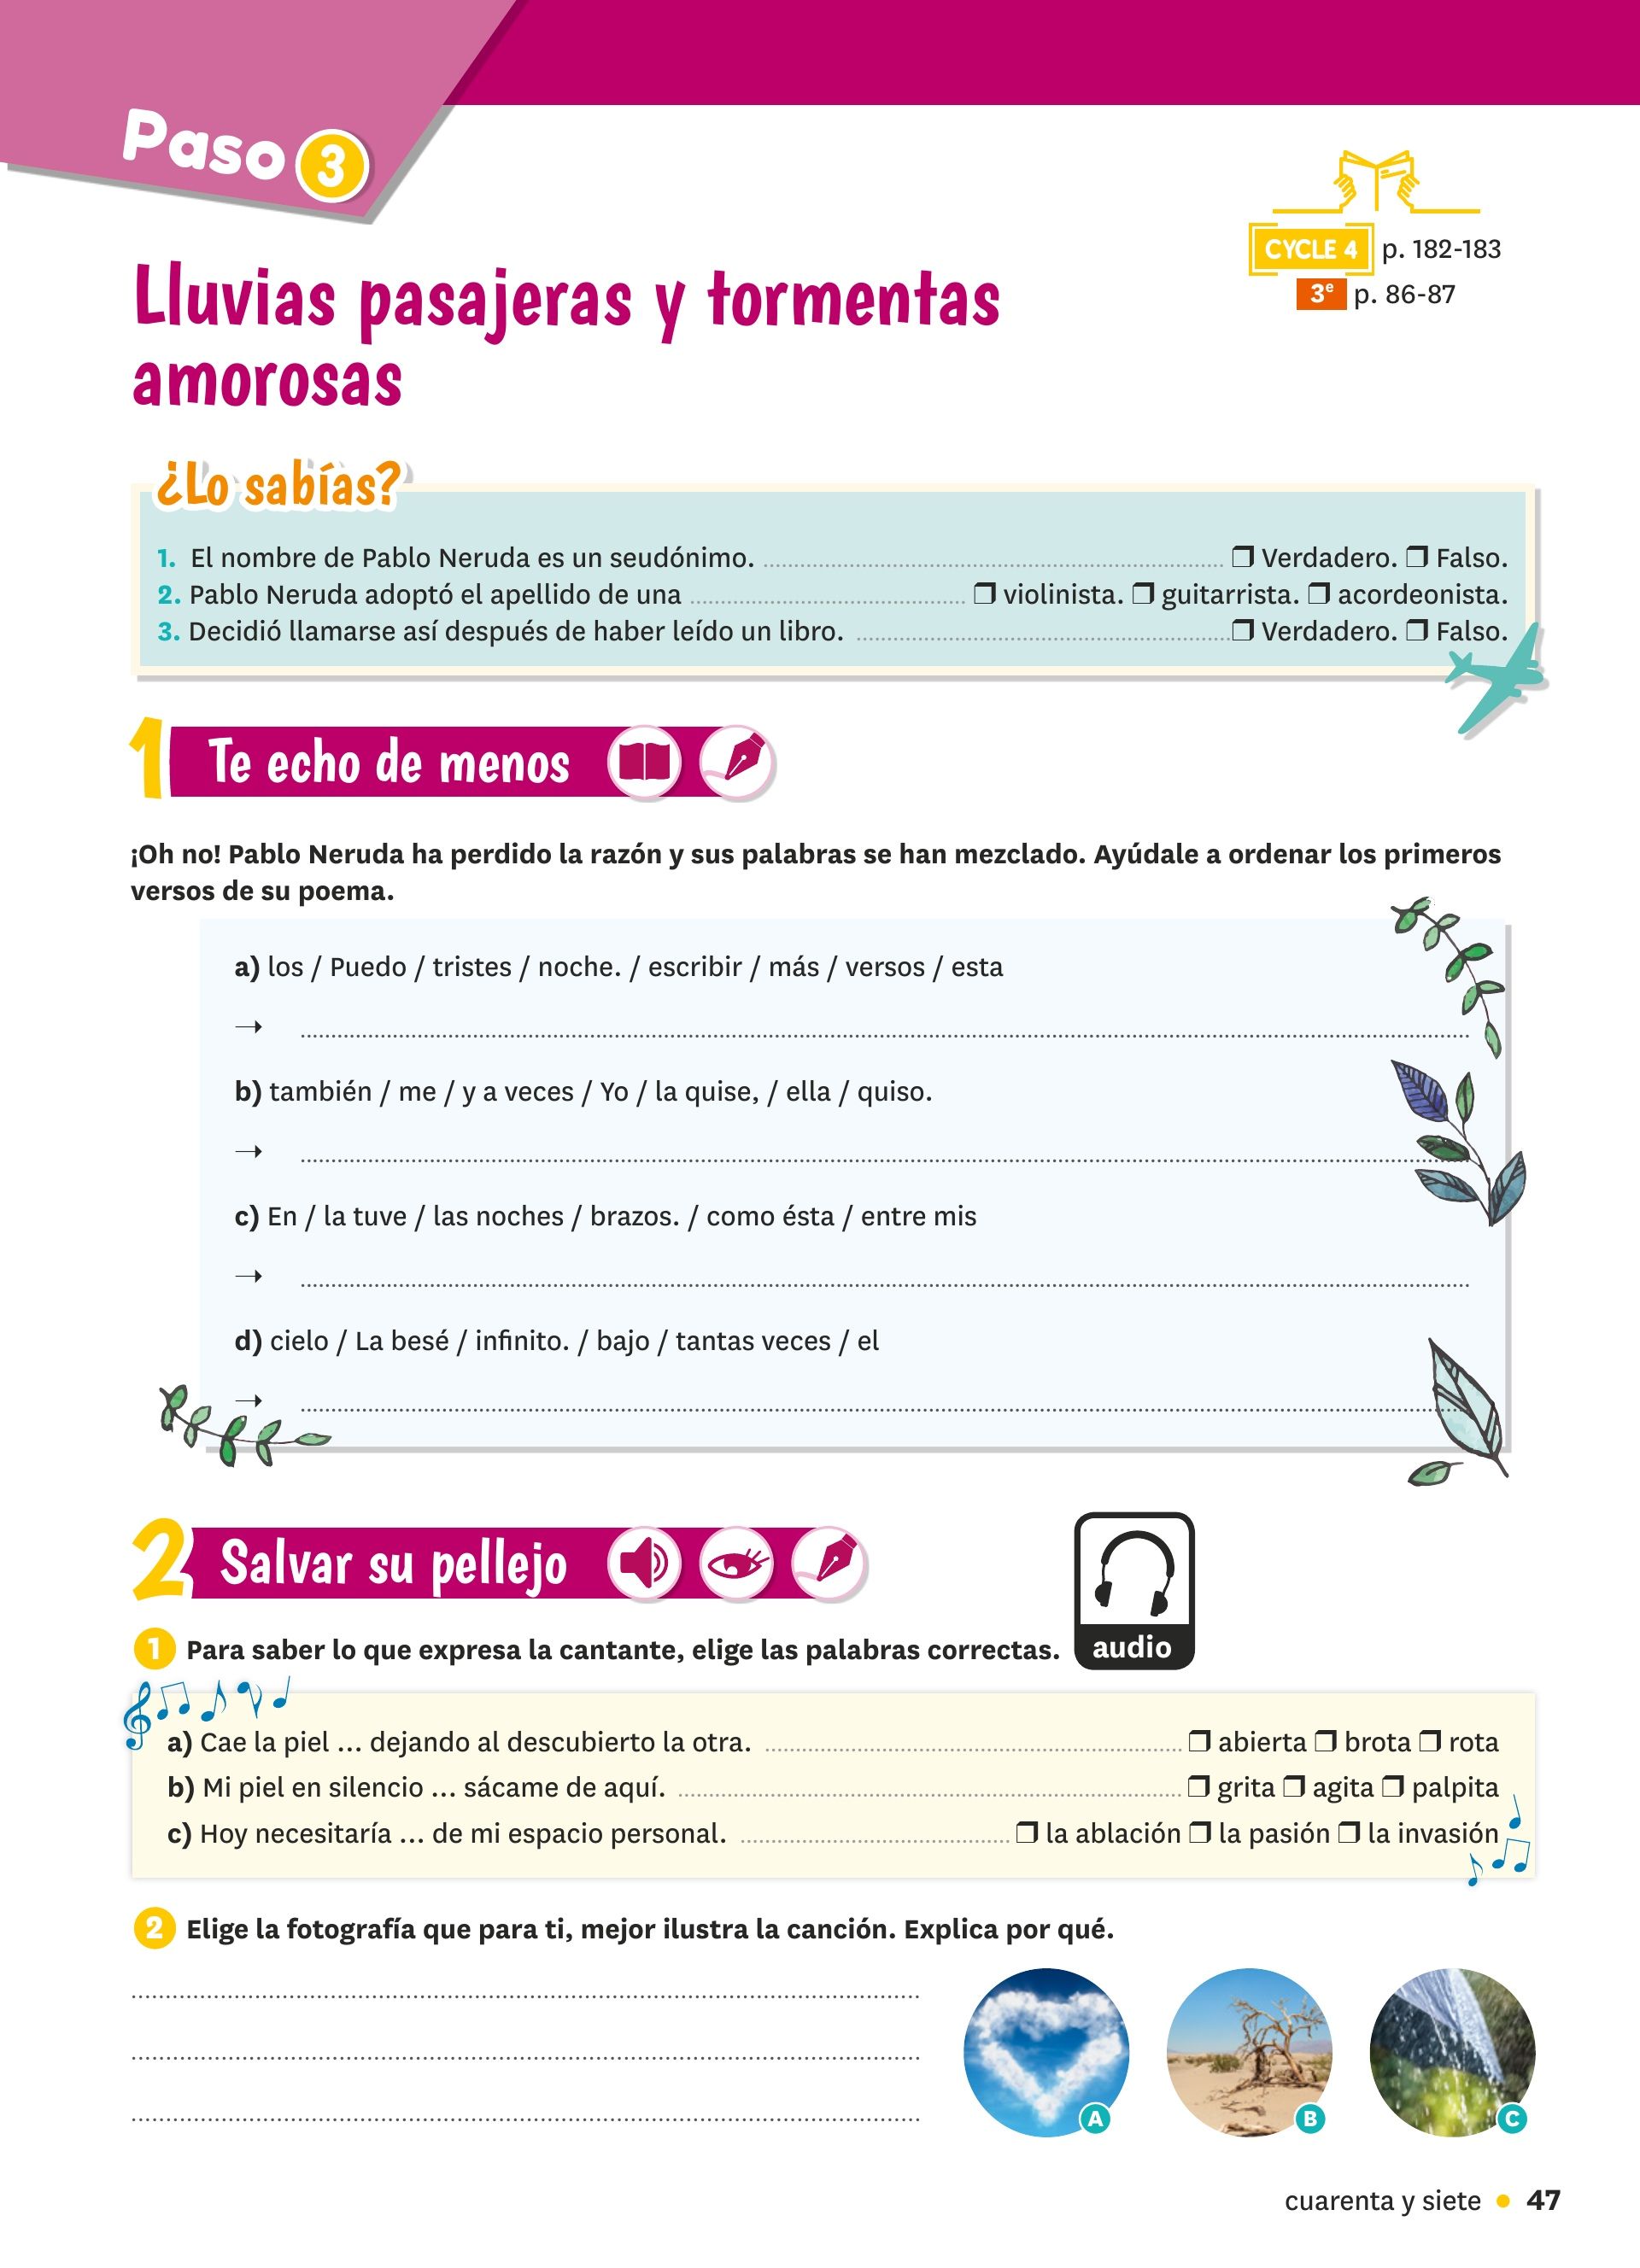 Paso 3
CYCLE 4 p. 182-183
3e p. 86-87
Lluvias pasajeras y tormentas
amorosas
¿Lo sabías?
1. El nombre de Pablo Neruda es un seudónimo. ❒ Verdadero. ❒ Falso.
2. Pablo Neruda adoptó el apellido de una ❒ violinista. ❒ guitarrista. ❒ acordeonista.
3. Decidió llamarse así después de haber leído un libro. ❒ Verdadero. ❒ Falso.
1 Te echo de menos
¡Oh no! Pablo Neruda ha perdido la razón y sus palabras se han mezclado. Ayúdale a ordenar los primeros
versos de su poema.
a) los / Puedo / tristes / noche. / escribir / más / versos / esta
→
b) también / me / y a veces / Yo / la quise, / ella / quiso.
→
c) En / la tuve / las noches / brazos. / como ésta / entre mis
→
d) cielo / La besé / infinito. / bajo / tantas veces / el
→
2 Salvar su pellejo
audio
1 Para saber lo que expresa la cantante, elige las palabras correctas.
a) Cae la piel ... dejando al descubierto la otra. ❒ abierta ❒ brota ❒ rota
b) Mi piel en silencio ... sácame de aquí. ❒ grita ❒ agita ❒ palpita
c) Hoy necesitaría ... de mi espacio personal. ❒ la ablación ❒ la pasión ❒ la invasión
2 Elige la fotografía que para ti, mejor ilustra la canción. Explica por qué.
A B C
cuarenta y siete • 47